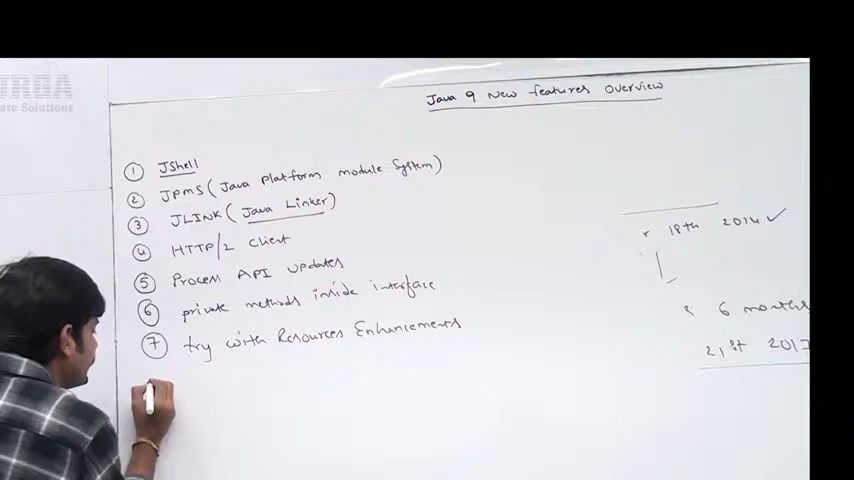 Java 9 New features Overview
① JShell
② JPMS (Java Platform module System)
③ JLINK (Java Linker)
④ HTTP/2 Client
⑤ Process API updates
⑥ private methods inside interface
⑦ try with Resources Enhancements
18th 2014 ✓
6 months
21st 2017
Solutions